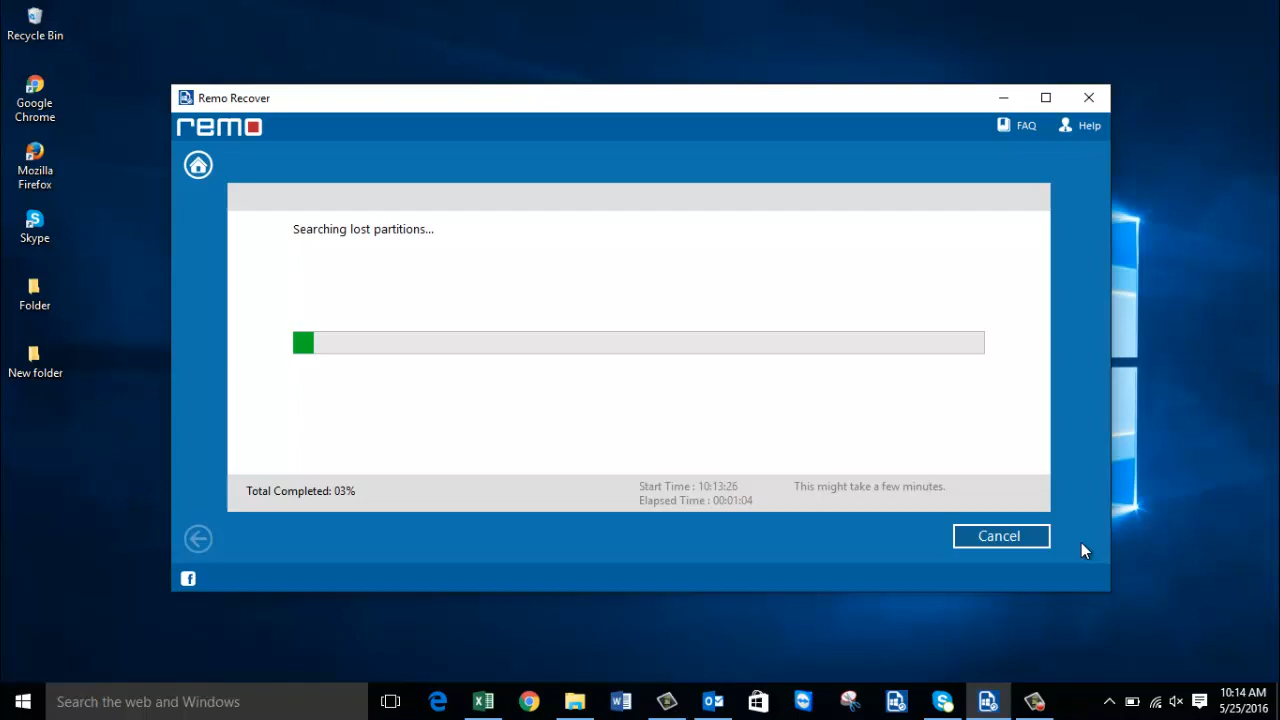 Recycle Bin
Google
Chrome
Mozilla
Firefox
Skype
Folder
New folder
Remo Recover
remo
FAQ
Help
Searching lost partitions...
Total Completed: 03%
Start Time : 10:13:26
Elapsed Time : 00:01:04
This might take a few minutes.
Cancel
f
Search the web and Windows
10:14 AM
5/25/2016